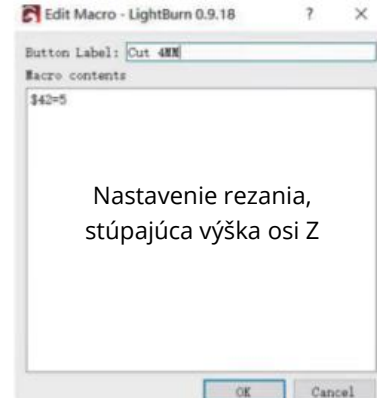 Edit Macro - LightBurn 0.9.18 ? ×
Button Label: Cut 4MM
Macro contents
$42=5
Nastavenie rezania,
stúpajúca výška osi Z
OK Cancel